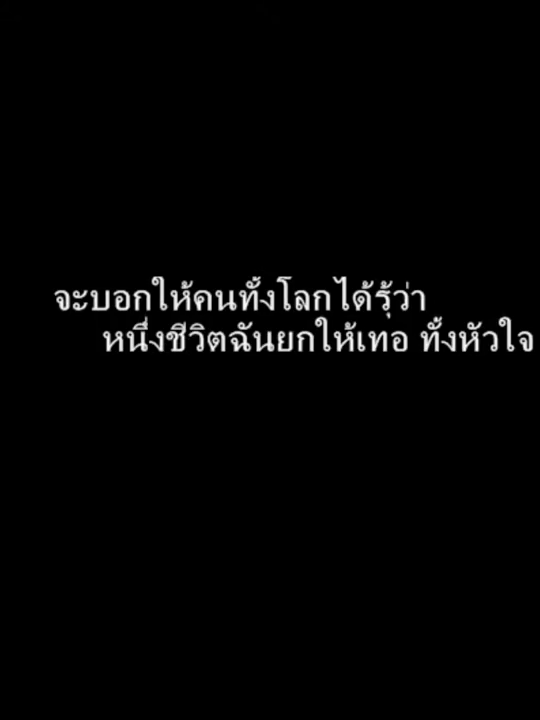 จะบอกให้คนทั้งโลกได้รุ้ว่า
หนึ่งชีวิตฉันยกให้เทอ ทั้งหัวใจ